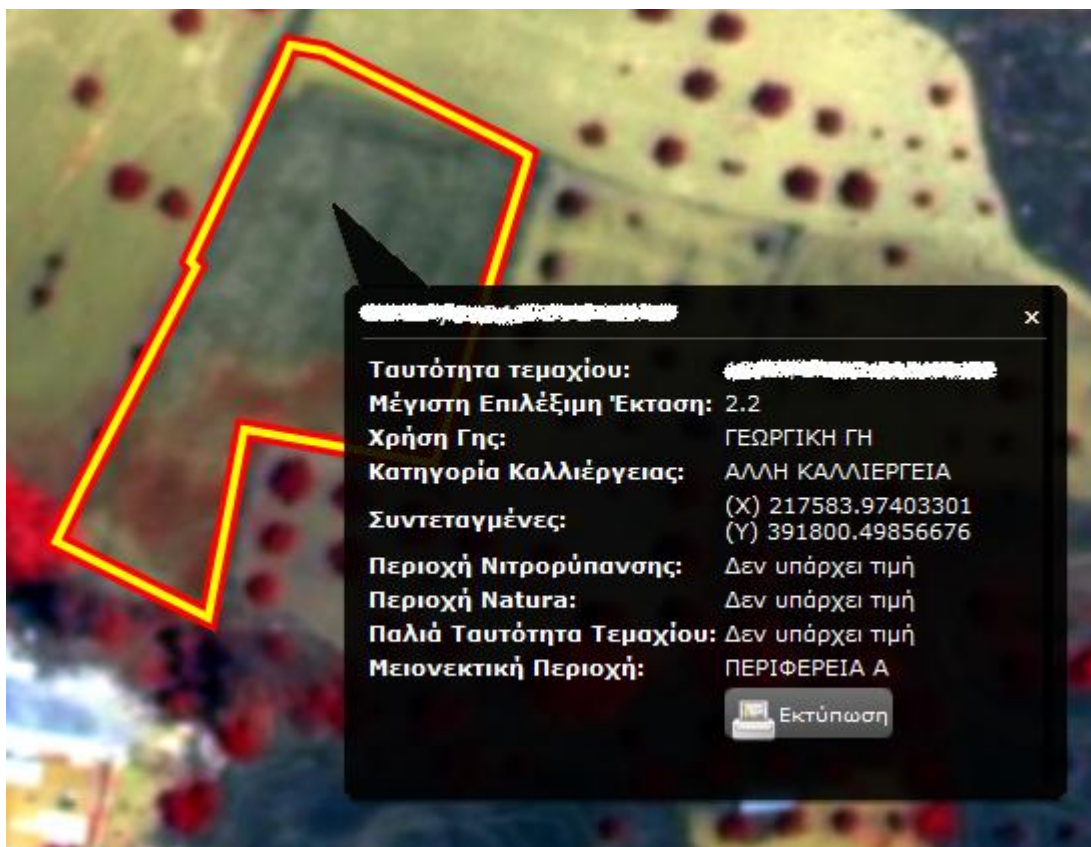 x
Ταυτότητα τεμαχίου:
Μέγιστη Επιλέξιμη Έκταση: 2.2
Χρήση Γης: ΓΕΩΡΓΙΚΗ ΓΗ
Κατηγορία Καλλιέργειας: ΑΛΛΗ ΚΑΛΛΙΕΡΓΕΙΑ
Συντεταγμένες: (X) 217583.97403301
(Y) 391800.49856676
Περιοχή Νιτρορύπανσης: Δεν υπάρχει τιμή
Περιοχή Natura: Δεν υπάρχει τιμή
Παλιά Ταυτότητα Τεμαχίου: Δεν υπάρχει τιμή
Μειονεκτική Περιοχή: ΠΕΡΙΦΕΡΕΙΑ Α
Εκτύπωση